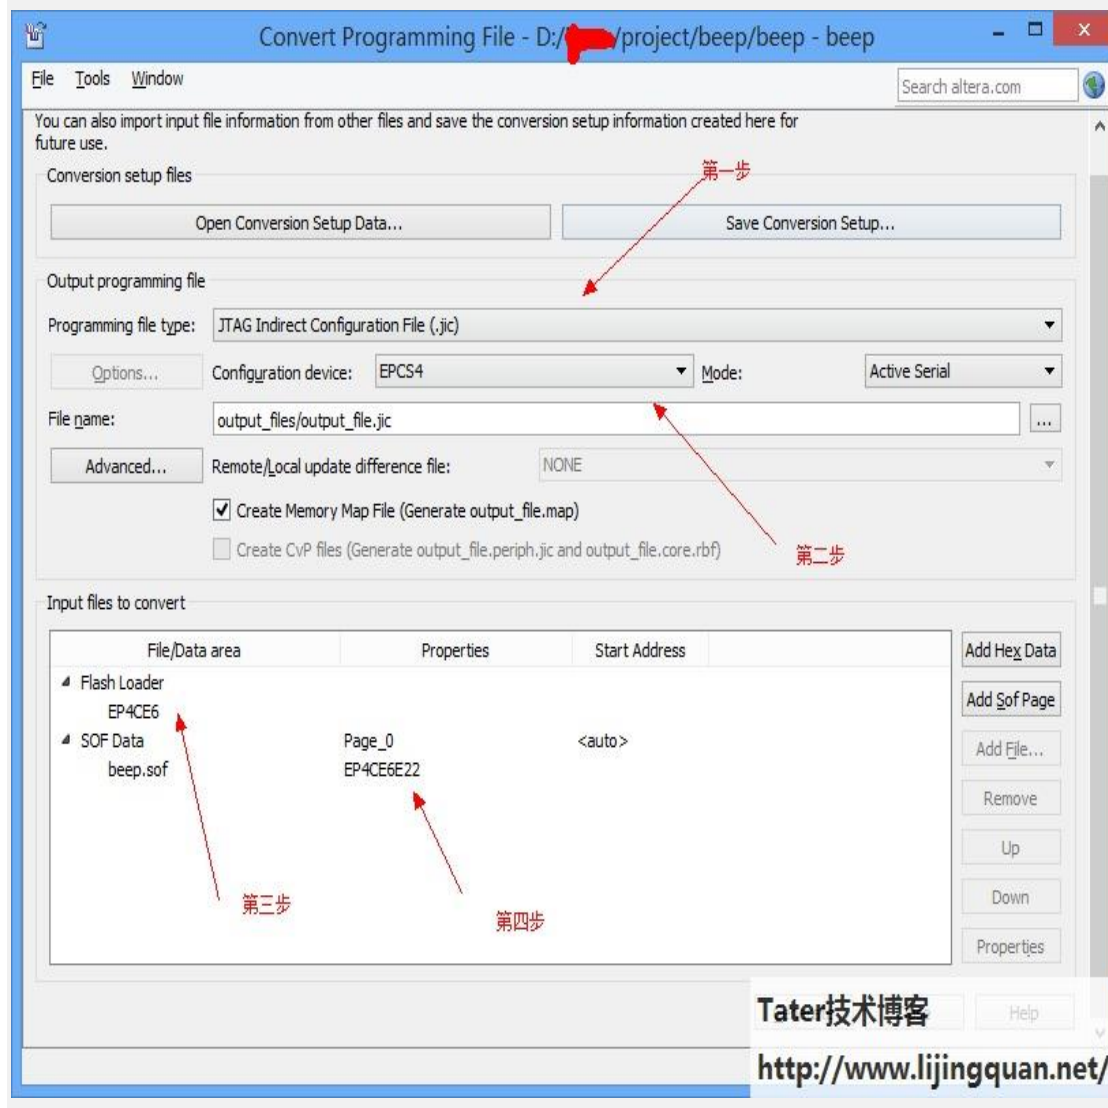 Convert Programming File - D:/ /project/beep/beep - beep
File Tools Window
Search altera.com
You can also import input file information from other files and save the conversion setup information created here for
future use.
Conversion setup files
第一步
Open Conversion Setup Data...
Save Conversion Setup...
Output programming file
Programming file type:
JTAG Indirect Configuration File (.jic)
Options...
Configuration device:
EPCS4
Mode:
Active Serial
File name:
output_files/output_file.jic
...
Advanced...
Remote/Local update difference file:
NONE
Create Memory Map File (Generate output_file.map)
Create CvP files (Generate output_file.periph.jic and output_file.core.rbf)
第二步
Input files to convert
File/Data area Properties Start Address
Add Hex Data
Flash Loader
EP4CE6
Add Sof Page
SOF Data Page_0 <auto>
Add File...
beep.sof EP4CE6E22
Remove
Up
Down
第三步
第四步
Properties
Help
Tater技术博客
http://www.lijingquan.net/